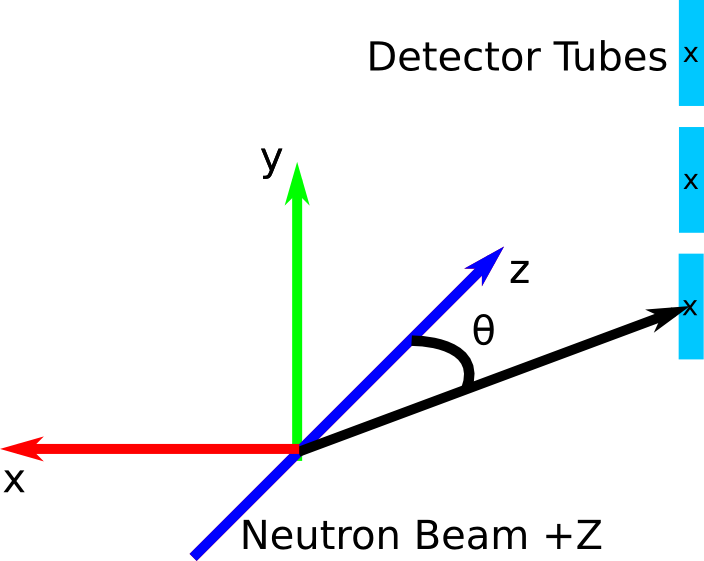 Detector Tubes x
y
x
z
θ
x
x
Neutron Beam +Z